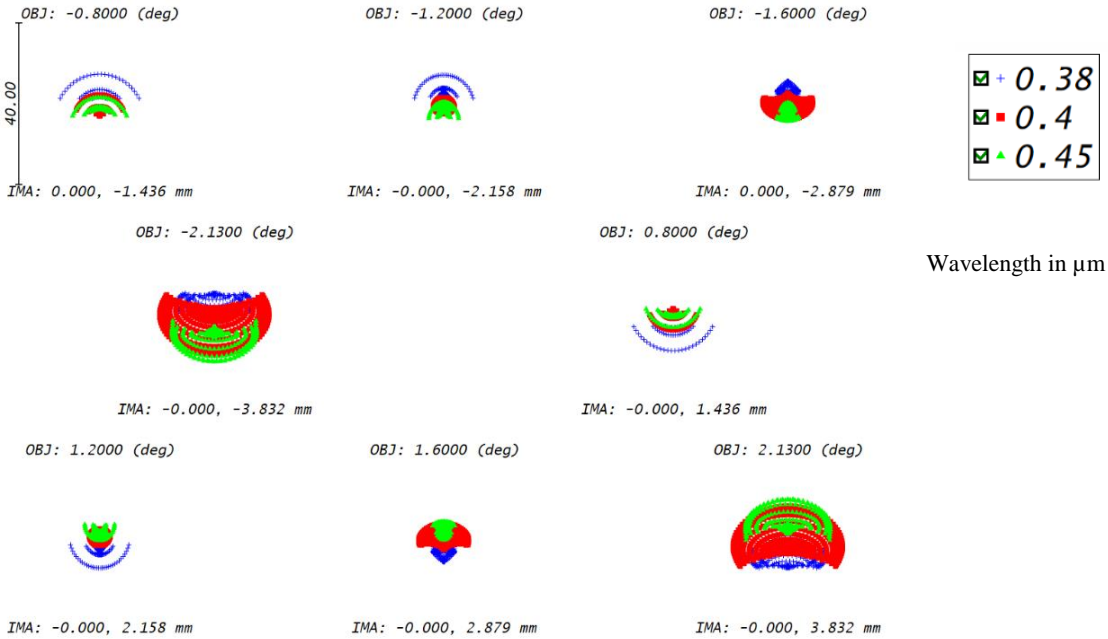 OBJ: -0.8000 (deg)
OBJ: -1.2000 (deg)
OBJ: -1.6000 (deg)
40.00
0.38
0.4
0.45
IMA: 0.000, -1.436 mm
IMA: -0.000, -2.158 mm
IMA: 0.000, -2.879 mm
OBJ: -2.1300 (deg)
OBJ: 0.8000 (deg)
Wavelength in µm
IMA: -0.000, -3.832 mm
IMA: -0.000, 1.436 mm
OBJ: 1.2000 (deg)
OBJ: 1.6000 (deg)
OBJ: 2.1300 (deg)
IMA: -0.000, 2.158 mm
IMA: -0.000, 2.879 mm
IMA: -0.000, 3.832 mm